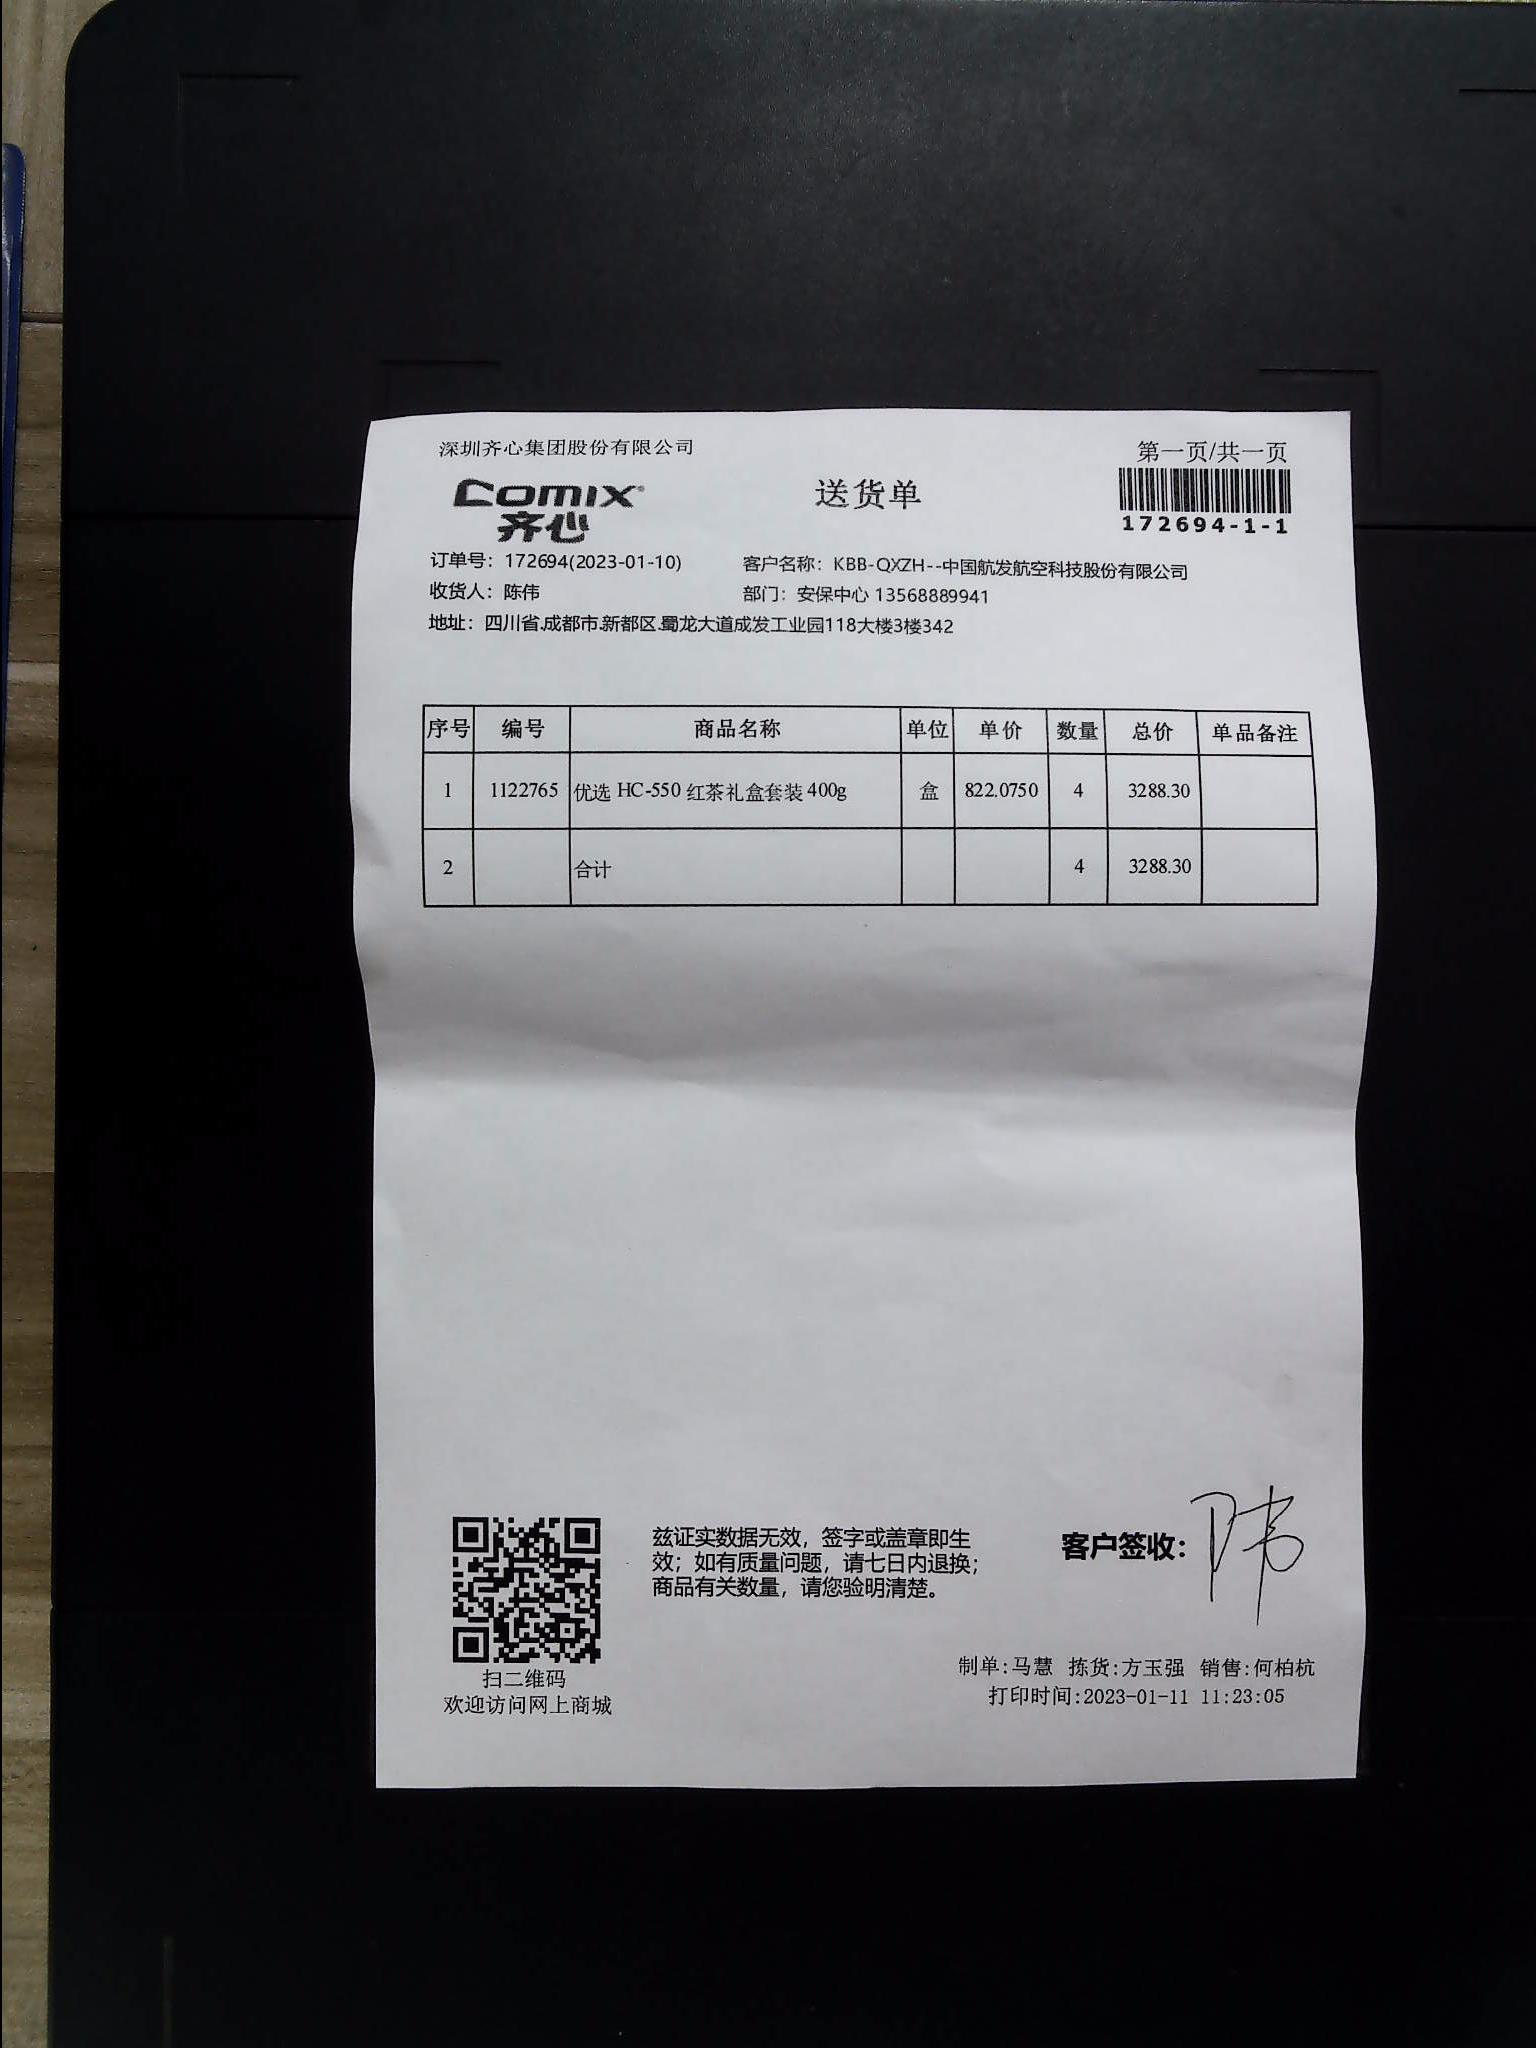 深圳齐心集团股份有限公司
第一页/共一页
Comix®
齐心
送货单
172694-1-1
订单号：172694(2023-01-10) 客户名称：KBB-QXZH--中国航发航空科技股份有限公司
收货人：陈伟 部门：安保中心 13568889941
地址：四川省.成都市.新都区.蜀龙大道成发工业园118大楼3楼342
序号 编号 商品名称 单位 单价 数量 总价 单品备注
1 1122765 优选 HC-550 红茶礼盒套装 400g 盒 822.0750 4 3288.30
2 合计 4 3288.30
兹证实数据无效，签字或盖章即生
效；如有质量问题，请七日内退换；
商品有关数量，请您验明清楚。
客户签收：陈伟
扫二维码
欢迎访问网上商城
制单:马慧 拣货:方玉强 销售:何柏杭
打印时间:2023-01-11 11:23:05